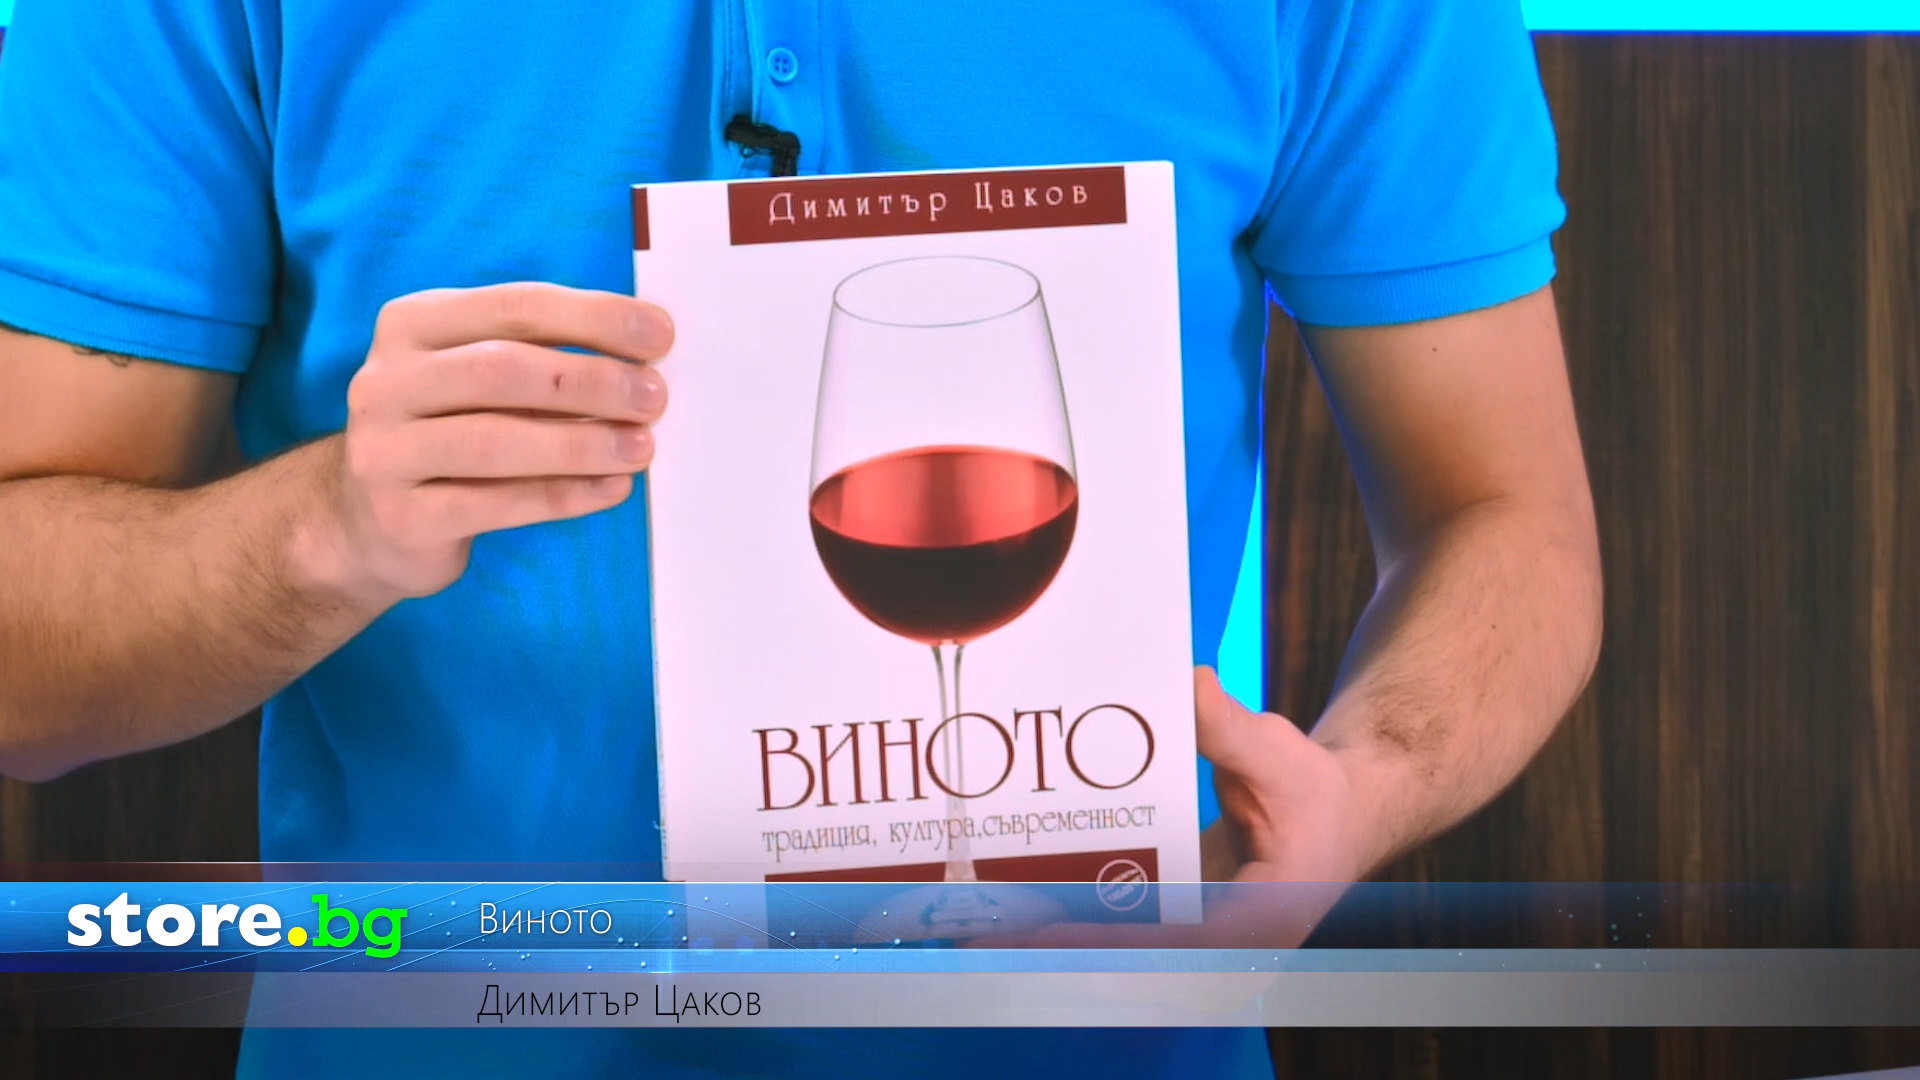 Димитър Цаков
ВИНОТО
традиция, култура,съвременност
store.bg
Виното
Димитър Цаков